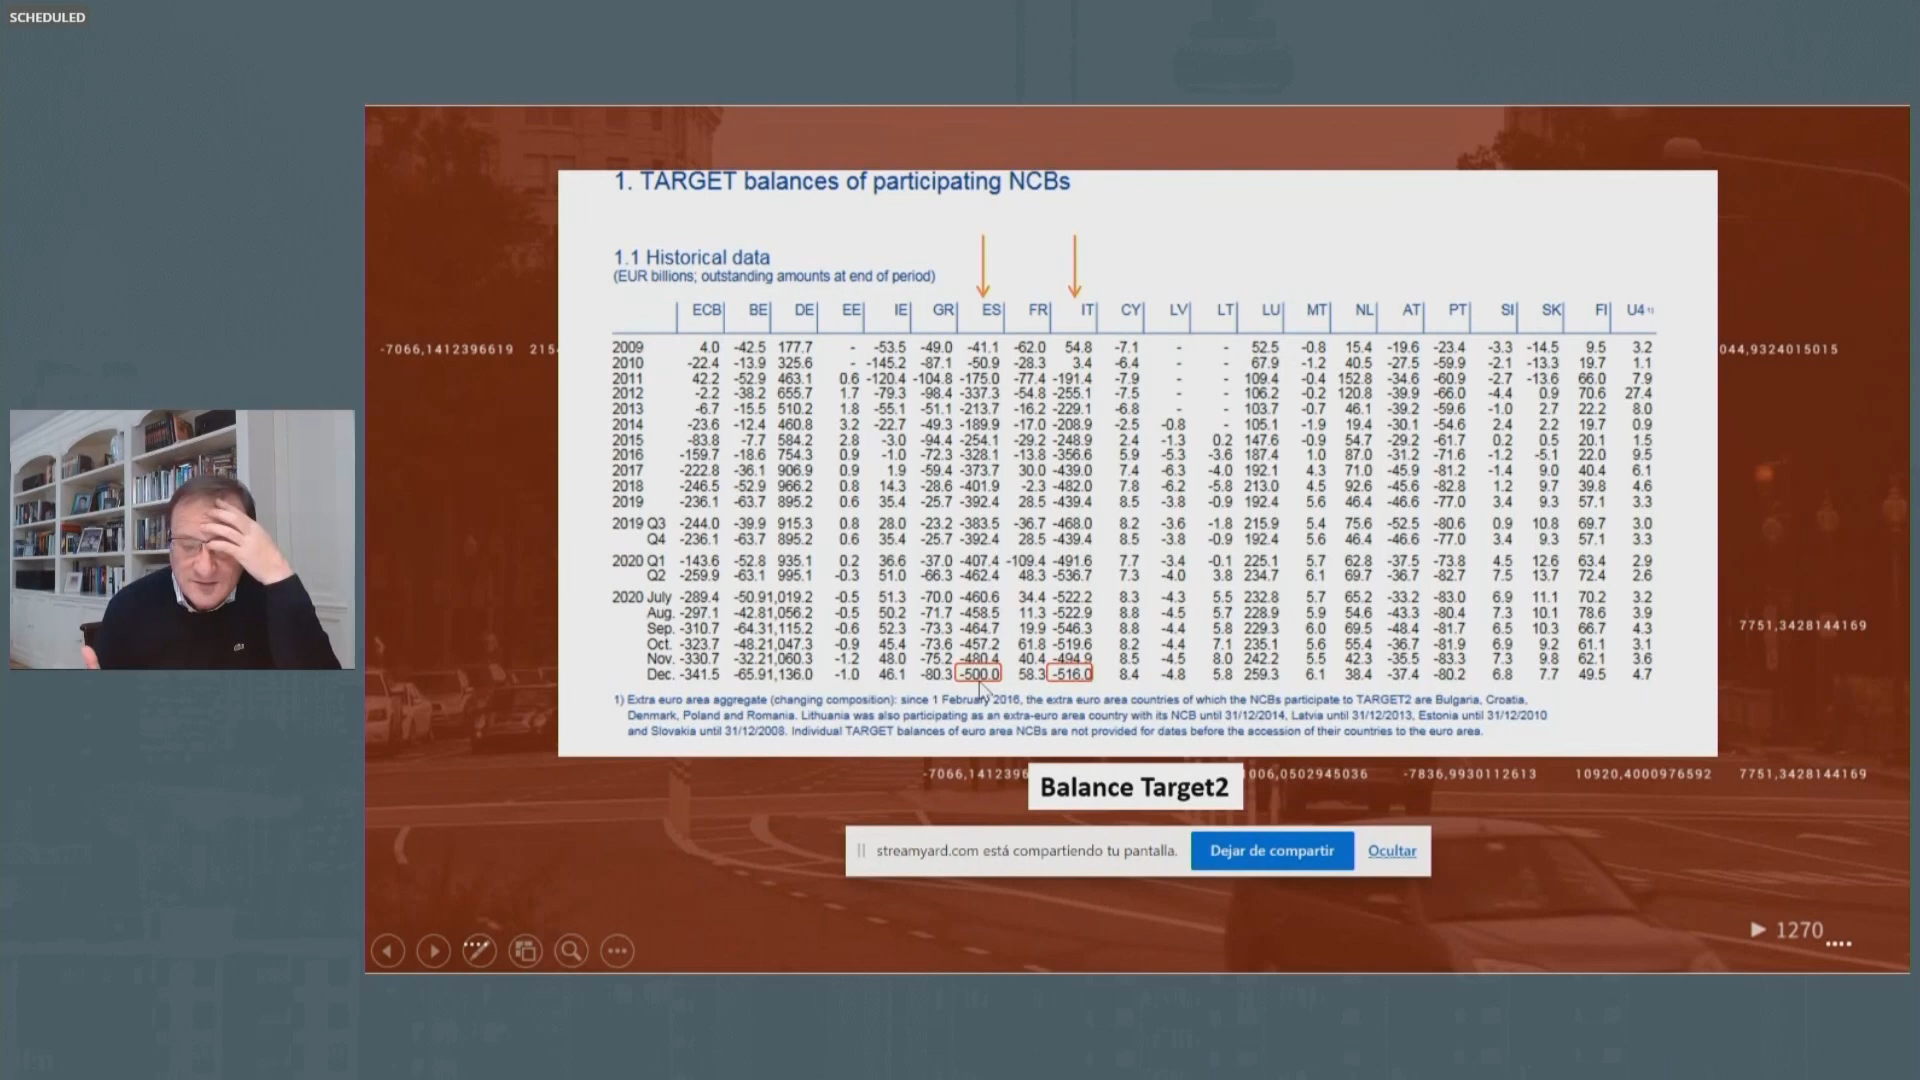 SCHEDULED
1. TARGET balances of participating NCBs
1.1 Historical data
(EUR billions; outstanding amounts at end of period)
ECB BE DE EE IE GR ES FR IT CY LV LT LU MT NL AT PT SI SK FI U4 1)
-7066,1412396619 215
044,9324015015
2009 4.0 -42.5 177.7 - -53.5 -49.0 -41.1 -62.0 54.8 -7.1 - - 52.5 -0.8 15.4 -19.6 -23.4 -3.3 -14.5 9.5 3.2
2010 -22.4 -13.9 325.6 - -145.2 -87.1 -50.9 -28.3 3.4 -6.4 - - 67.9 -1.2 40.5 -27.5 -59.9 -2.1 -13.3 19.7 1.1
2011 42.2 -52.9 463.1 0.6 -120.4 -104.8 -175.0 -77.4 -191.4 -7.9 - - 109.4 -0.4 152.8 -34.6 -60.9 -2.7 -13.6 66.0 7.9
2012 -2.2 -38.2 655.7 1.7 -79.3 -98.4 -337.3 -54.8 -255.1 -7.5 - - 106.2 -0.2 120.8 -39.9 -66.0 -4.4 0.9 70.6 27.4
2013 -6.7 -15.5 510.2 1.8 -55.1 -51.1 -213.7 -16.2 -229.1 -6.8 - - 103.7 -0.7 46.1 -39.2 -59.6 -1.0 2.7 22.2 8.0
2014 -23.6 -12.4 460.8 3.2 -22.7 -49.3 -189.9 -17.0 -208.9 -2.5 -0.8 - 105.1 -1.9 19.4 -30.1 -54.6 2.4 2.2 19.7 0.9
2015 -83.8 -7.7 584.2 2.8 -3.0 -94.4 -254.1 -29.2 -248.9 2.4 -1.3 0.2 147.6 -0.9 54.7 -29.2 -61.7 0.2 0.5 20.1 1.5
2016 -159.7 -18.6 754.3 0.9 -1.0 -72.3 -328.1 -13.8 -356.6 5.9 -5.3 -3.6 187.4 1.0 87.0 -31.2 -71.6 -1.2 -5.1 22.0 9.5
2017 -222.8 -36.1 906.9 0.9 1.9 -59.4 -373.7 30.0 -439.0 7.4 -6.3 -4.0 192.1 4.3 71.0 -45.9 -81.2 -1.4 9.0 40.4 6.1
2018 -246.5 -52.9 966.2 0.8 14.3 -28.6 -401.9 -2.3 -482.0 7.8 -6.2 -5.8 213.0 4.5 92.6 -45.6 -82.8 1.2 9.7 39.8 4.6
2019 -236.1 -63.7 895.2 0.6 35.4 -25.7 -392.4 28.5 -439.4 8.5 -3.8 -0.9 192.4 5.6 46.4 -46.6 -77.0 3.4 9.3 57.1 3.3
2019 Q3 -244.0 -39.9 915.3 0.8 28.0 -23.2 -383.5 -36.7 -468.0 8.2 -3.6 -1.8 215.9 5.4 75.6 -52.5 -80.6 0.9 10.8 69.7 3.0
Q4 -236.1 -63.7 895.2 0.6 35.4 -25.7 -392.4 28.5 -439.4 8.5 -3.8 -0.9 192.4 5.6 46.4 -46.6 -77.0 3.4 9.3 57.1 3.3
2020 Q1 -143.6 -52.8 935.1 0.2 36.6 -37.0 -407.4 -109.4 -491.6 7.7 -3.4 -0.1 225.1 5.7 62.8 -37.5 -73.8 4.5 12.6 63.4 2.9
Q2 -259.9 -63.1 995.1 -0.3 51.0 -66.3 -462.4 48.3 -536.7 7.3 -4.0 3.8 234.7 6.1 69.7 -36.7 -82.7 7.5 13.7 72.4 2.6
2020 July -289.4 -50.9 1,019.2 -0.5 51.3 -70.0 -460.6 34.4 -522.2 8.3 -4.3 5.5 232.8 5.7 65.2 -33.2 -83.0 6.9 11.1 70.2 3.2
Aug. -297.1 -42.8 1,056.2 -0.5 50.2 -71.7 -458.5 11.3 -522.9 8.8 -4.5 5.7 228.9 5.9 54.6 -43.3 -80.4 7.3 10.1 78.6 3.9
Sep. -310.7 -64.3 1,115.2 -0.6 52.3 -73.3 -464.7 19.9 -546.3 8.8 -4.4 5.8 229.3 6.0 69.5 -48.4 -81.7 6.5 10.3 66.7 4.3
7751,3428144169
Oct. -323.7 -48.2 1,047.3 -0.9 45.4 -73.6 -457.2 61.8 -519.6 8.2 -4.4 7.1 235.1 5.6 55.4 -36.7 -81.9 6.9 9.2 61.1 3.1
Nov. -330.7 -32.2 1,060.3 -1.2 48.0 -75.2 -480.4 40.4 -494.9 8.5 -4.5 8.0 242.2 5.5 42.3 -35.5 -83.3 7.3 9.8 62.1 3.6
Dec. -341.5 -65.9 1,136.0 -1.0 46.1 -80.3 -500.0 58.3 -516.0 8.4 -4.8 5.8 259.3 6.1 38.4 -37.4 -80.2 6.8 7.7 49.5 4.7
1) Extra euro area aggregate (changing composition): since 1 February 2016, the extra euro area countries of which the NCBs participate to TARGET2 are Bulgaria, Croatia,
Denmark, Poland and Romania. Lithuania was also participating as an extra-euro area country with its NCB until 31/12/2014, Latvia until 31/12/2013, Estonia until 31/12/2010
and Slovakia until 31/12/2008. Individual TARGET balances of euro area NCBs are not provided for dates before the accession of their countries to the euro area.
-7066,1412396 1006,0502945036 -7836,9930112613 10920,4000976592 7751,3428144169
Balance Target2
streamyard.com está compartiendo tu pantalla. Dejar de compartir Ocultar
1270